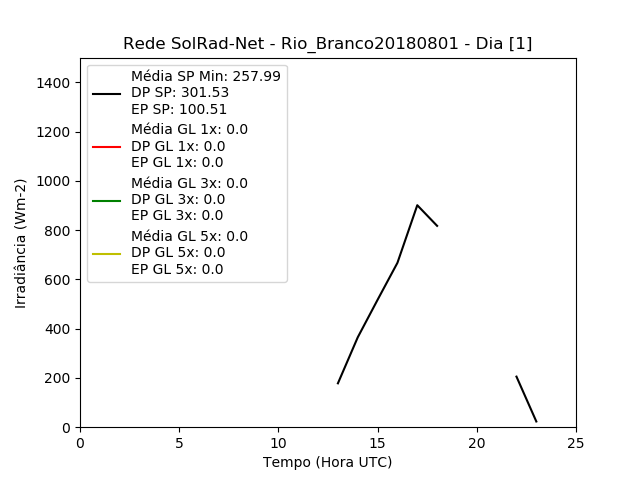 Rede SolRad-Net - Rio_Branco20180801 - Dia [1]
Média SP Min: 257.99
DP SP: 301.53
EP SP: 100.51
Média GL 1x: 0.0
DP GL 1x: 0.0
EP GL 1x: 0.0
Média GL 3x: 0.0
DP GL 3x: 0.0
EP GL 3x: 0.0
Média GL 5x: 0.0
DP GL 5x: 0.0
EP GL 5x: 0.0
Irradiância (Wm-2)
1400
1200
1000
800
600
400
200
0
0 5 10 15 20 25
Tempo (Hora UTC)